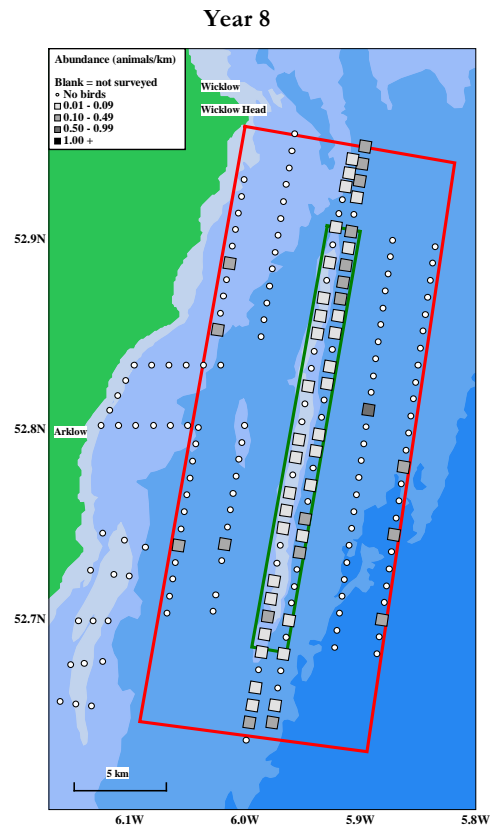 Year 8
Abundance (animals/km)
Blank = not surveyed
No birds
0.01 - 0.09
0.10 - 0.49
0.50 - 0.99
1.00 +
Wicklow
Wicklow Head
52.9N
52.8N
Arklow
52.7N
5 km
6.1W
6.0W
5.9W
5.8W